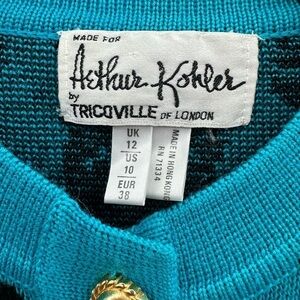 MADE FOR
Arthur Kohler
by
TRICOVILLE OF LONDON
UK
12
US
10
EUR
38
MADE IN HONG KONG
RN 71334